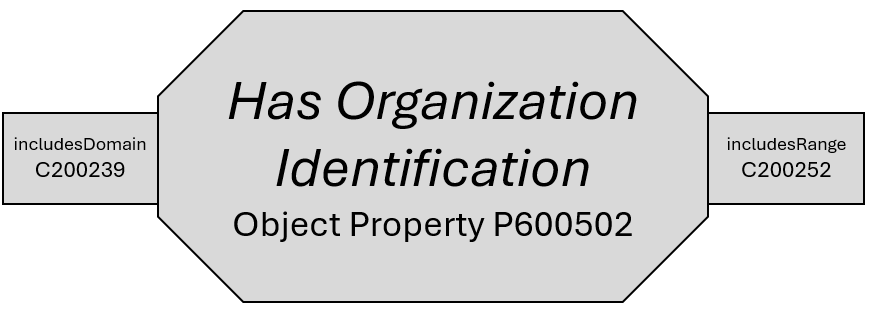 includesDomain
C200239
Has Organization
Identification
Object Property P600502
includesRange
C200252